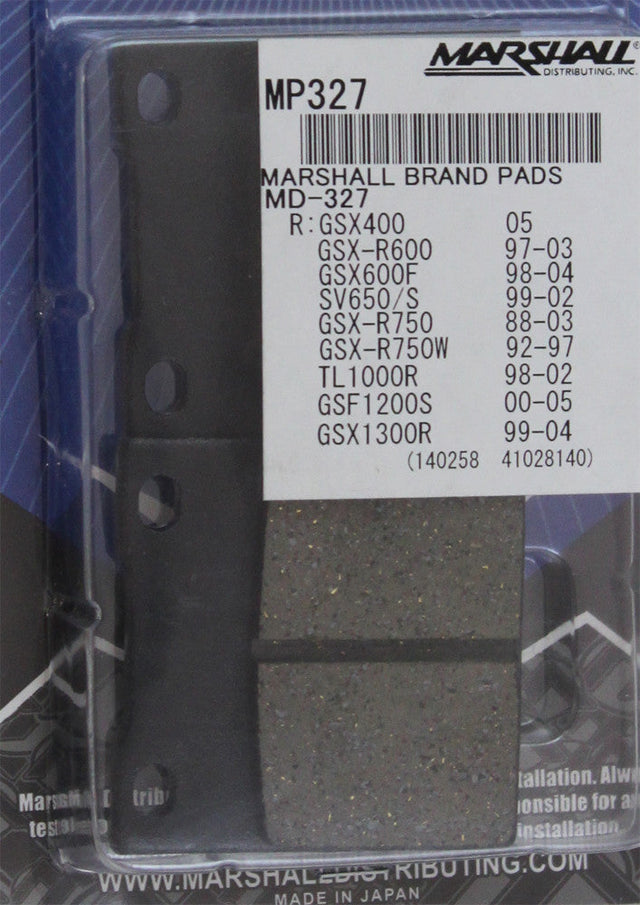 MARSHALL
DISTRIBUTING, INC.
MP327
MARSHALL BRAND PADS
MD-327
R:GSX400 05
GSX-R600 97-03
GSX600F 98-04
SV650/S 99-02
GSX-R750 88-03
GSX-R750W 92-97
TL1000R 98-02
GSF1200S 00-05
GSX1300R 99-04
(140258 41028140)
tallation. Alw
onsible for a
installation
WWW.MARSHALLDISTRIBUTING.COM
MADE IN JAPAN